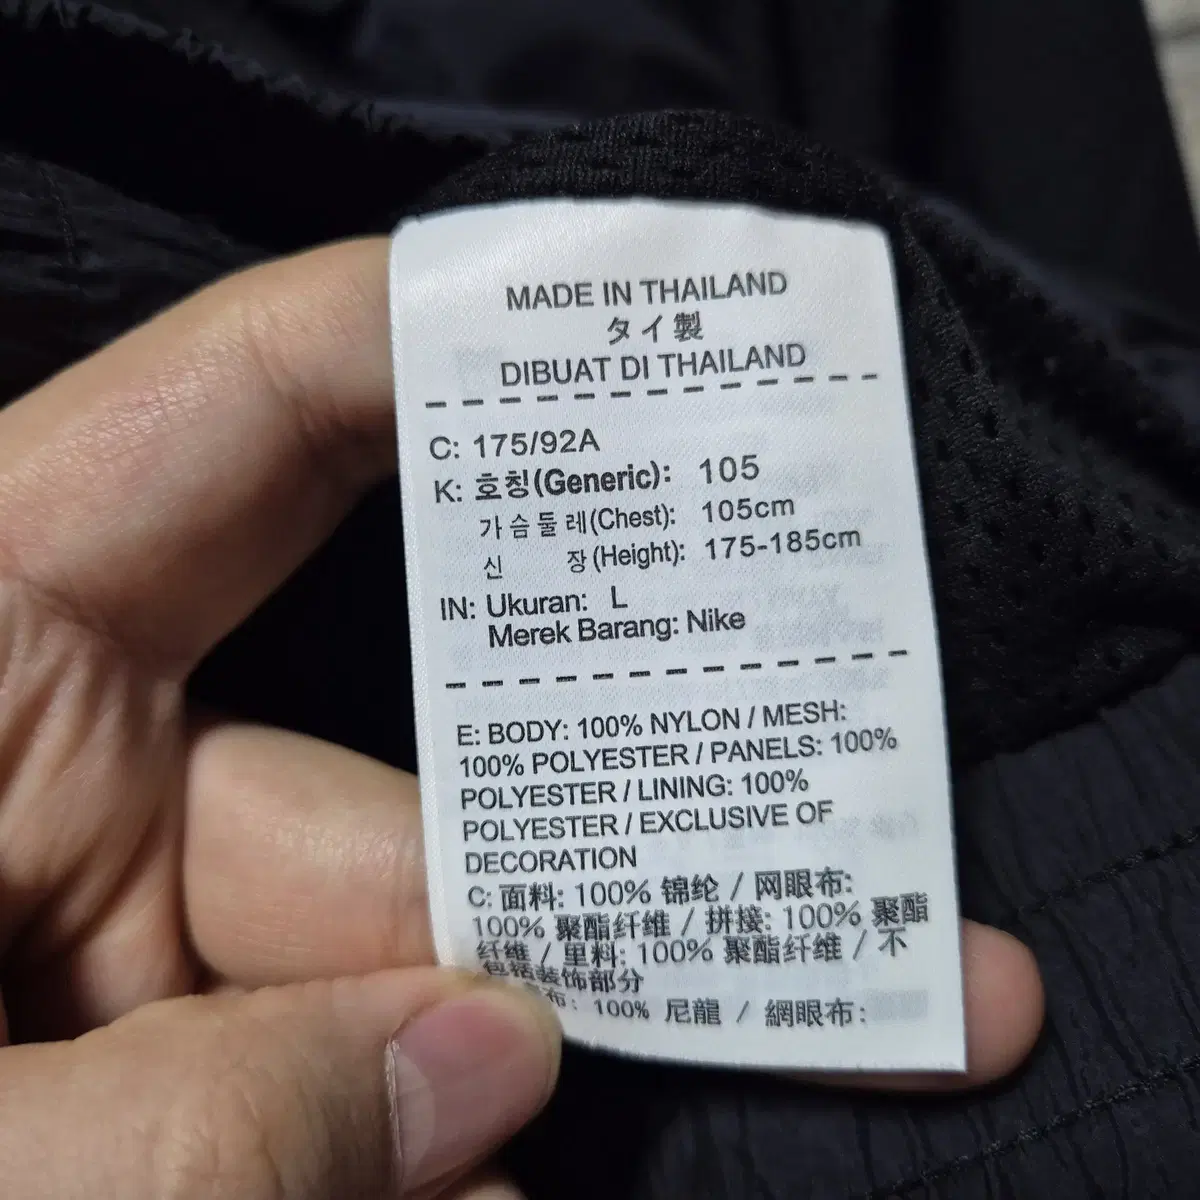 MADE IN THAILAND
タイ製
DIBUAT DI THAILAND
C: 175/92A
K: 호칭(Generic): 105
가슴둘레(Chest): 105cm
신 장(Height): 175-185cm
IN: Ukuran: L
Merek Barang: Nike
E: BODY: 100% NYLON / MESH:
100% POLYESTER / PANELS: 100%
POLYESTER / LINING: 100%
POLYESTER / EXCLUSIVE OF
DECORATION
C: 面料: 100% 锦纶 / 网眼布:
100% 聚酯纤维 / 拼接: 100% 聚酯
纤维 / 里料: 100% 聚酯纤维 / 不
包括装饰部分
布: 100% 尼龍 / 網眼布: